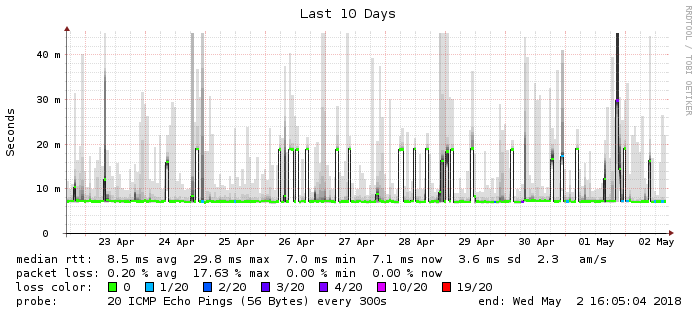 Last 10 Days
RRDTOOL / TOBI OETIKER
Seconds
40 m
30 m
20 m
10 m
0
23 Apr 24 Apr 25 Apr 26 Apr 27 Apr 28 Apr 29 Apr 30 Apr 01 May 02 May
median rtt: 8.5 ms avg 29.8 ms max 7.0 ms min 7.1 ms now 3.6 ms sd 2.3 am/s
packet loss: 0.20 % avg 17.63 % max 0.00 % min 0.00 % now
loss color: 0 1/20 2/20 3/20 4/20 10/20 19/20
probe: 20 ICMP Echo Pings (56 Bytes) every 300s end: Wed May 2 16:05:04 2018